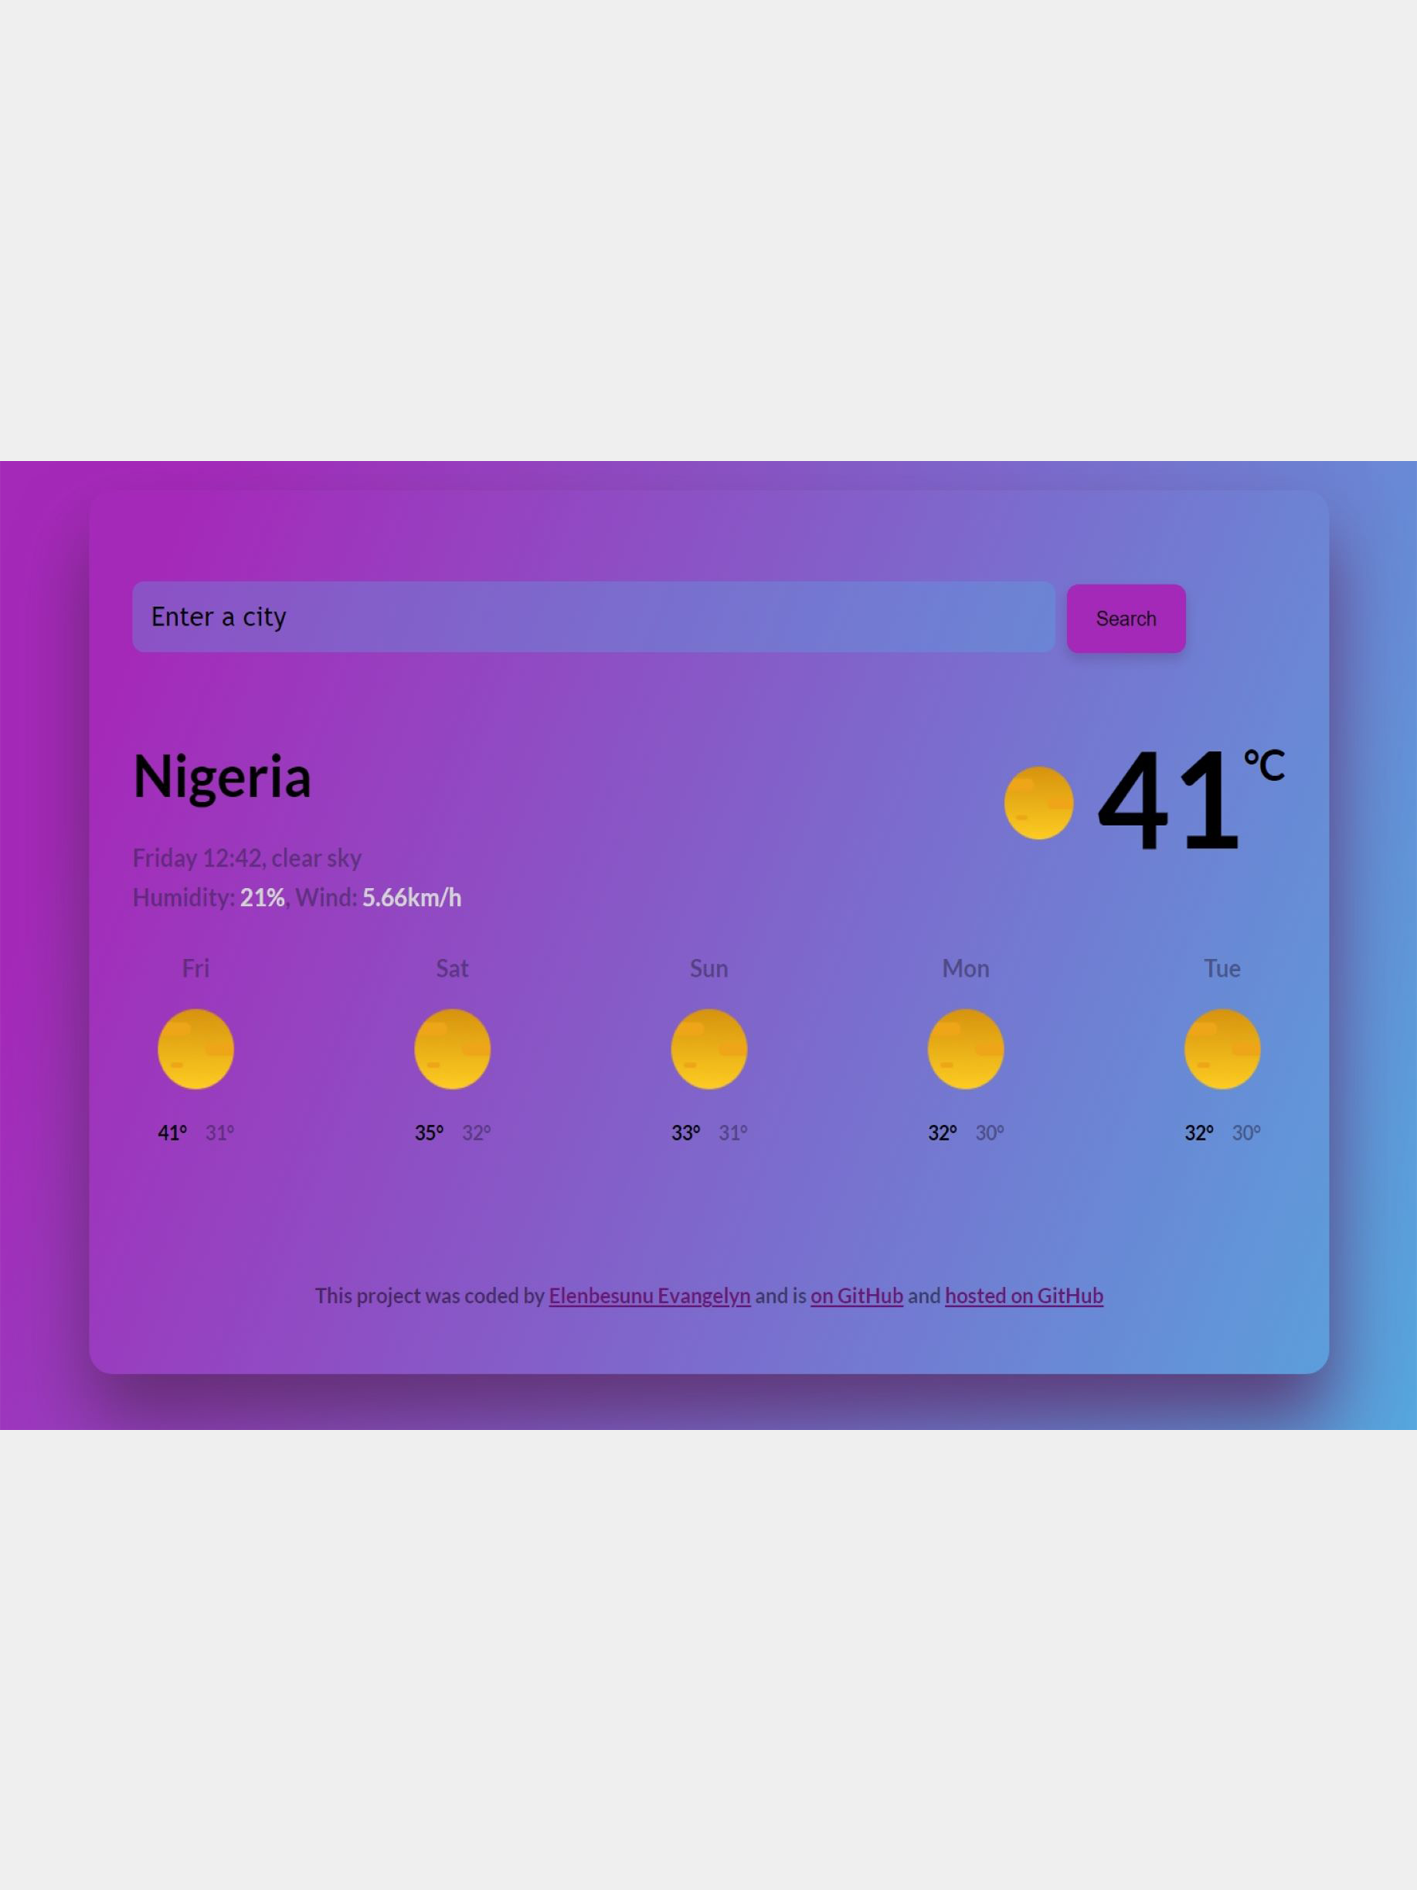 Enter a city
Search
Nigeria
41°C
Friday 12:42, clear sky
Humidity: 21%, Wind: 5.66km/h
Fri Sat Sun Mon Tue
41° 31° 35° 32° 33° 31° 32° 30° 32° 30°
This project was coded by Elenbesunu Evangelyn and is on GitHub and hosted on GitHub